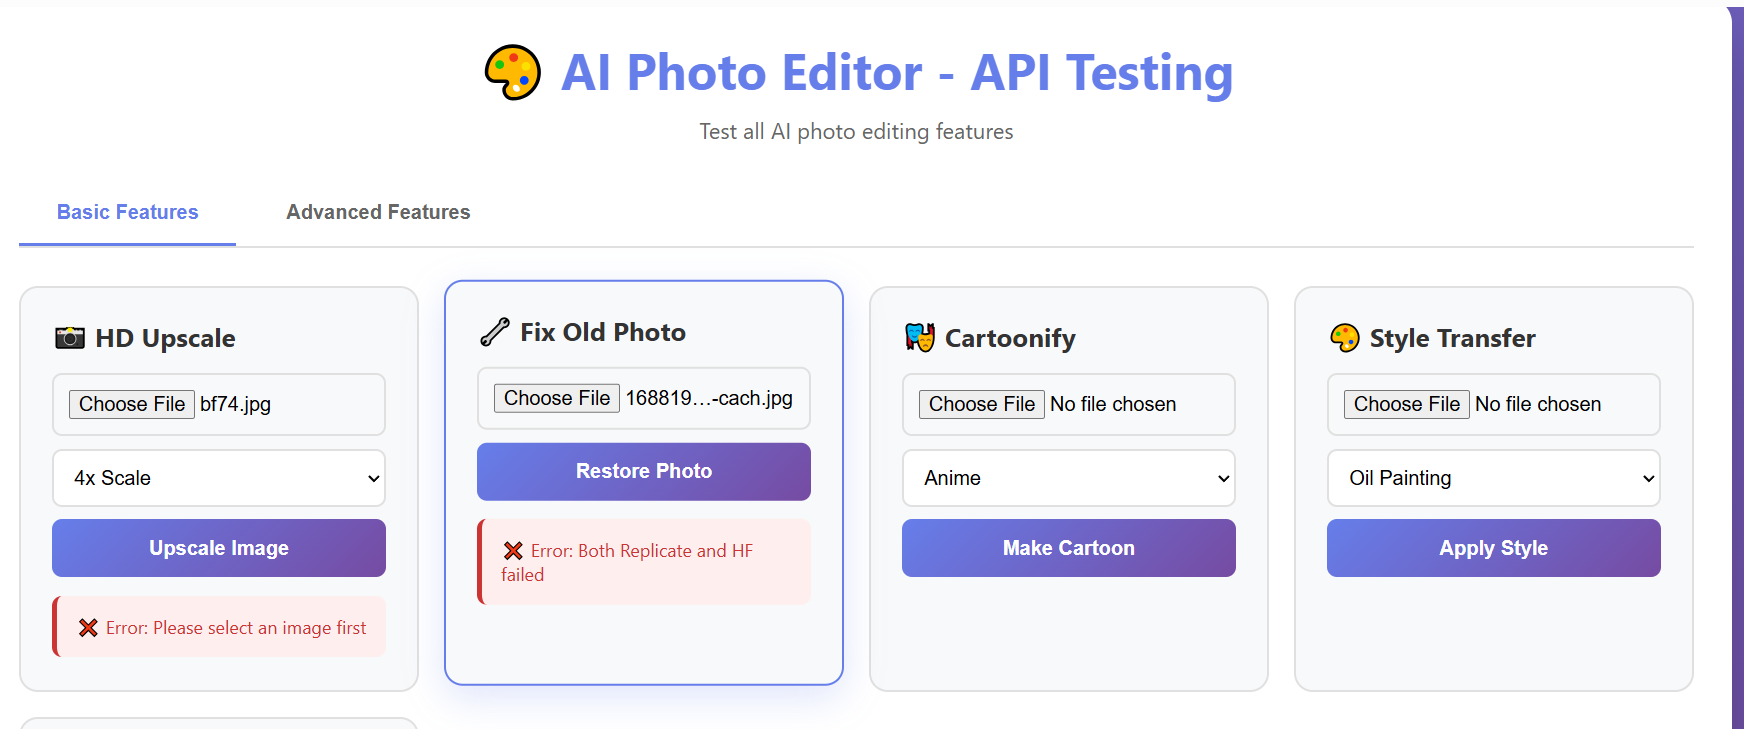 AI Photo Editor - API Testing
Test all AI photo editing features
Basic Features
Advanced Features
HD Upscale
Choose File bf74.jpg
4x Scale
Upscale Image
❌ Error: Please select an image first
Fix Old Photo
Choose File 168819...-cach.jpg
Restore Photo
❌ Error: Both Replicate and HF
failed
Cartoonify
Choose File No file chosen
Anime
Make Cartoon
Style Transfer
Choose File No file chosen
Oil Painting
Apply Style